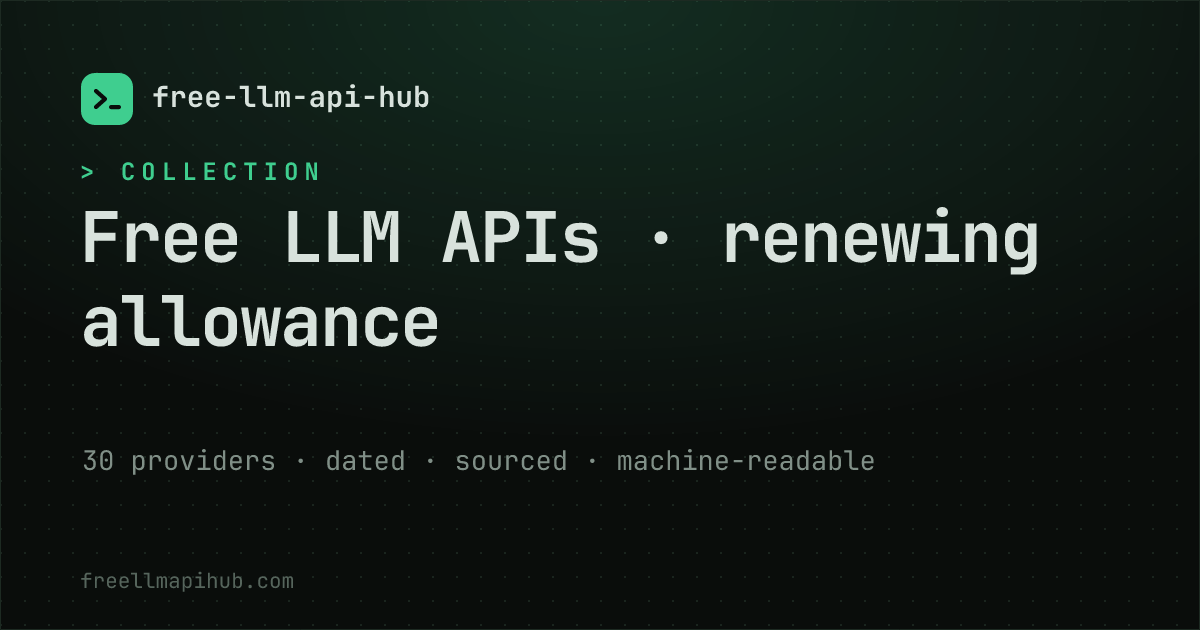 free-llm-api-hub
> COLLECTION
Free LLM APIs · renewing
allowance
30 providers · dated · sourced · machine-readable
freellmapihub.com